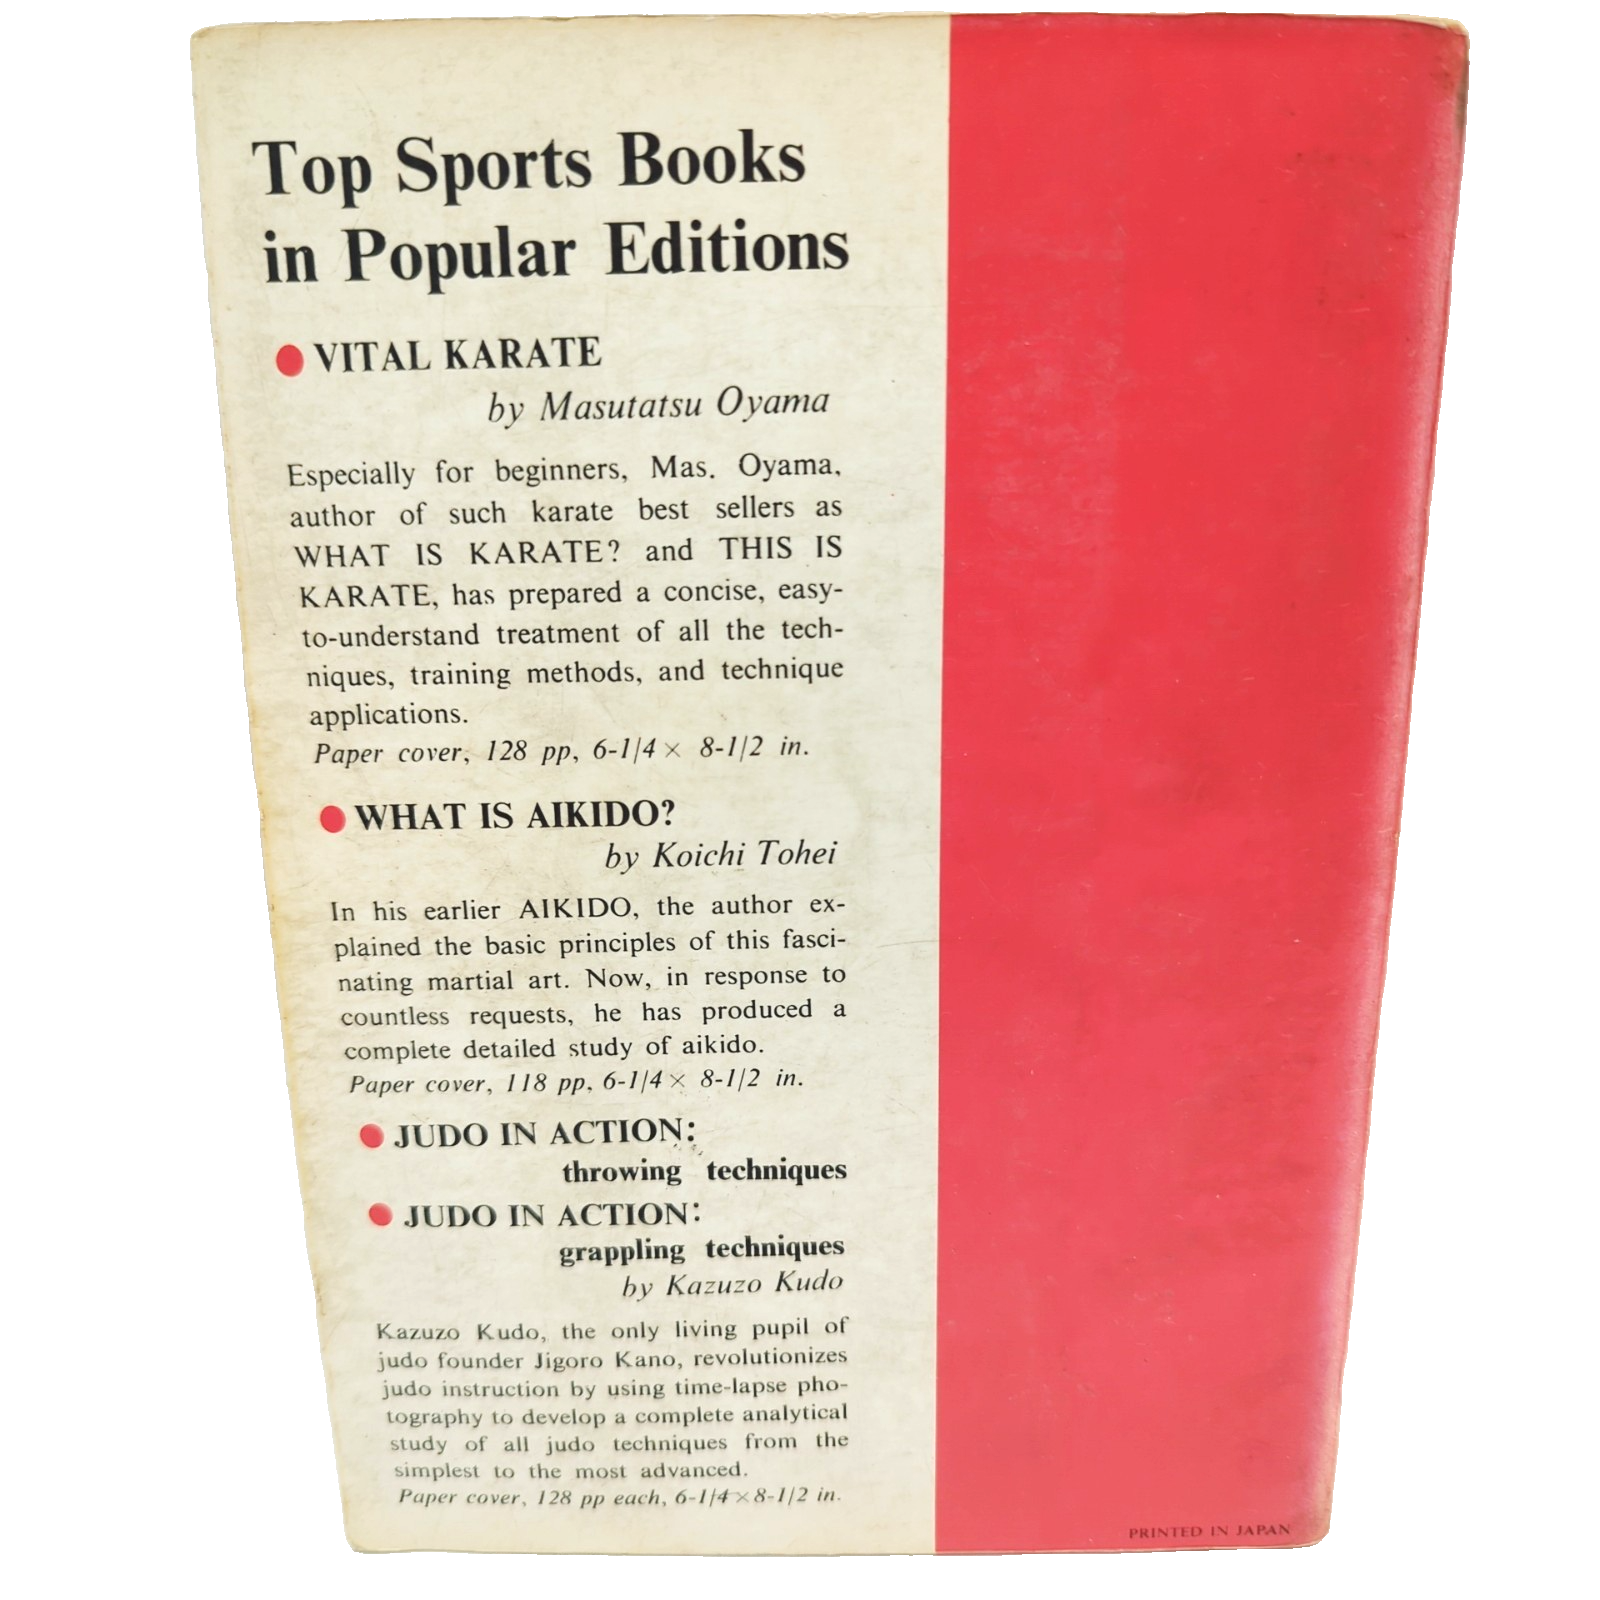 Top Sports Books
in Popular Editions
● VITAL KARATE
by Masutatsu Oyama
Especially for beginners, Mas. Oyama,
author of such karate best sellers as
WHAT IS KARATE? and THIS IS
KARATE, has prepared a concise, easy-
to-understand treatment of all the tech-
niques, training methods, and technique
applications.
Paper cover, 128 pp, 6-1/4 × 8-1/2 in.
● WHAT IS AIKIDO?
by Koichi Tohei
In his earlier AIKIDO, the author ex-
plained the basic principles of this fasci-
nating martial art. Now, in response to
countless requests, he has produced a
complete detailed study of aikido.
Paper cover, 118 pp, 6-1/4 × 8-1/2 in.
● JUDO IN ACTION:
throwing techniques
● JUDO IN ACTION:
grappling techniques
by Kazuzo Kudo
Kazuzo Kudo, the only living pupil of
judo founder Jigoro Kano, revolutionizes
judo instruction by using time-lapse pho-
tography to develop a complete analytical
study of all judo techniques from the
simplest to the most advanced.
Paper cover, 128 pp each, 6-1/4 × 8-1/2 in.
PRINTED IN JAPAN